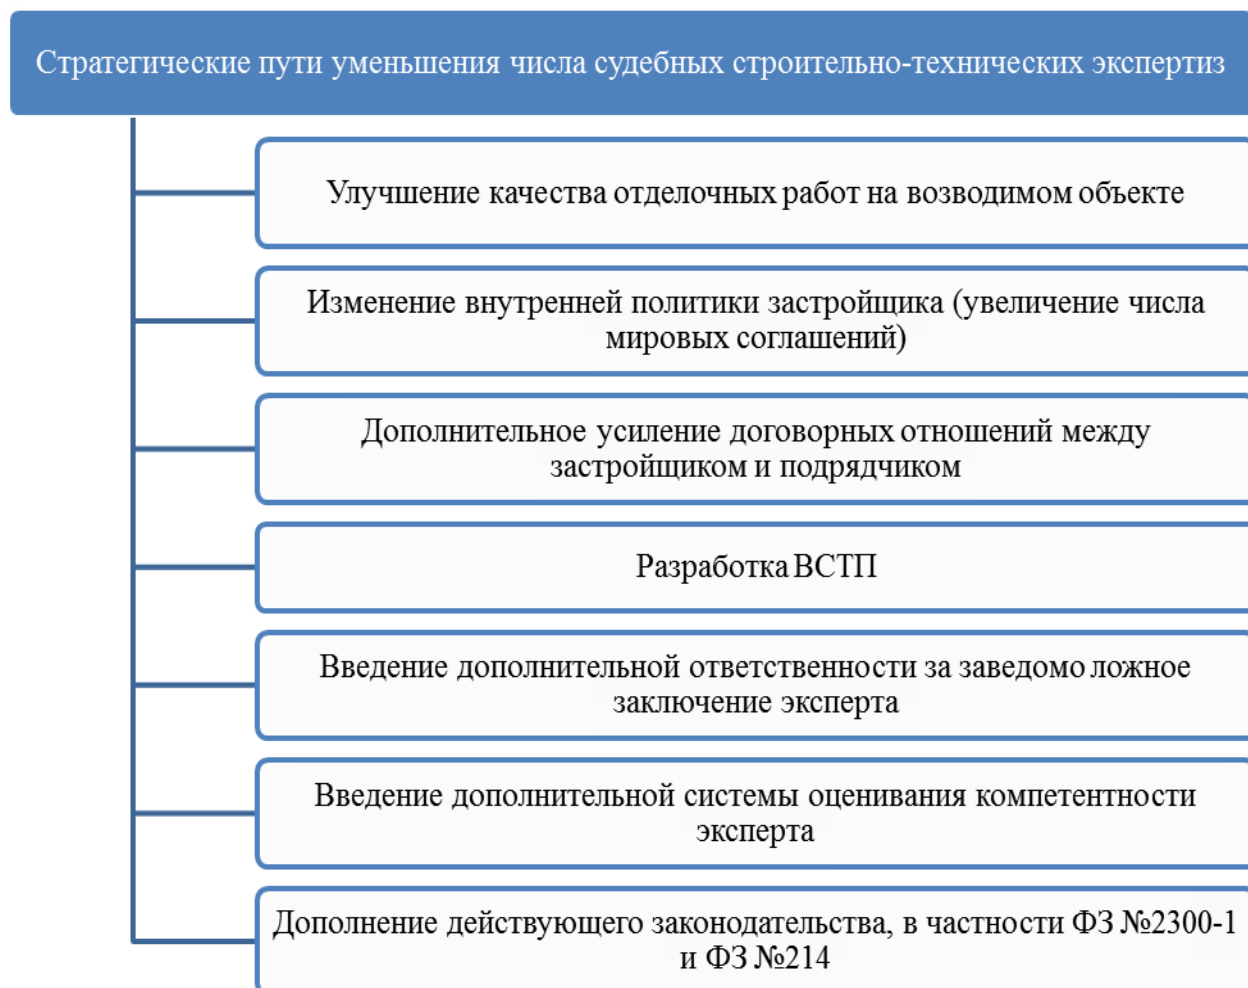 Стратегические пути уменьшения числа судебных строительно-технических экспертиз
Улучшение качества отделочных работ на возводимом объекте
Изменение внутренней политики застройщика (увеличение числа
мировых соглашений)
Дополнительное усиление договорных отношений между
застройщиком и подрядчиком
Разработка ВСТП
Введение дополнительной ответственности за заведомо ложное
заключение эксперта
Введение дополнительной системы оценивания компетентности
эксперта
Дополнение действующего законодательства, в частности ФЗ №2300-1
и ФЗ №214